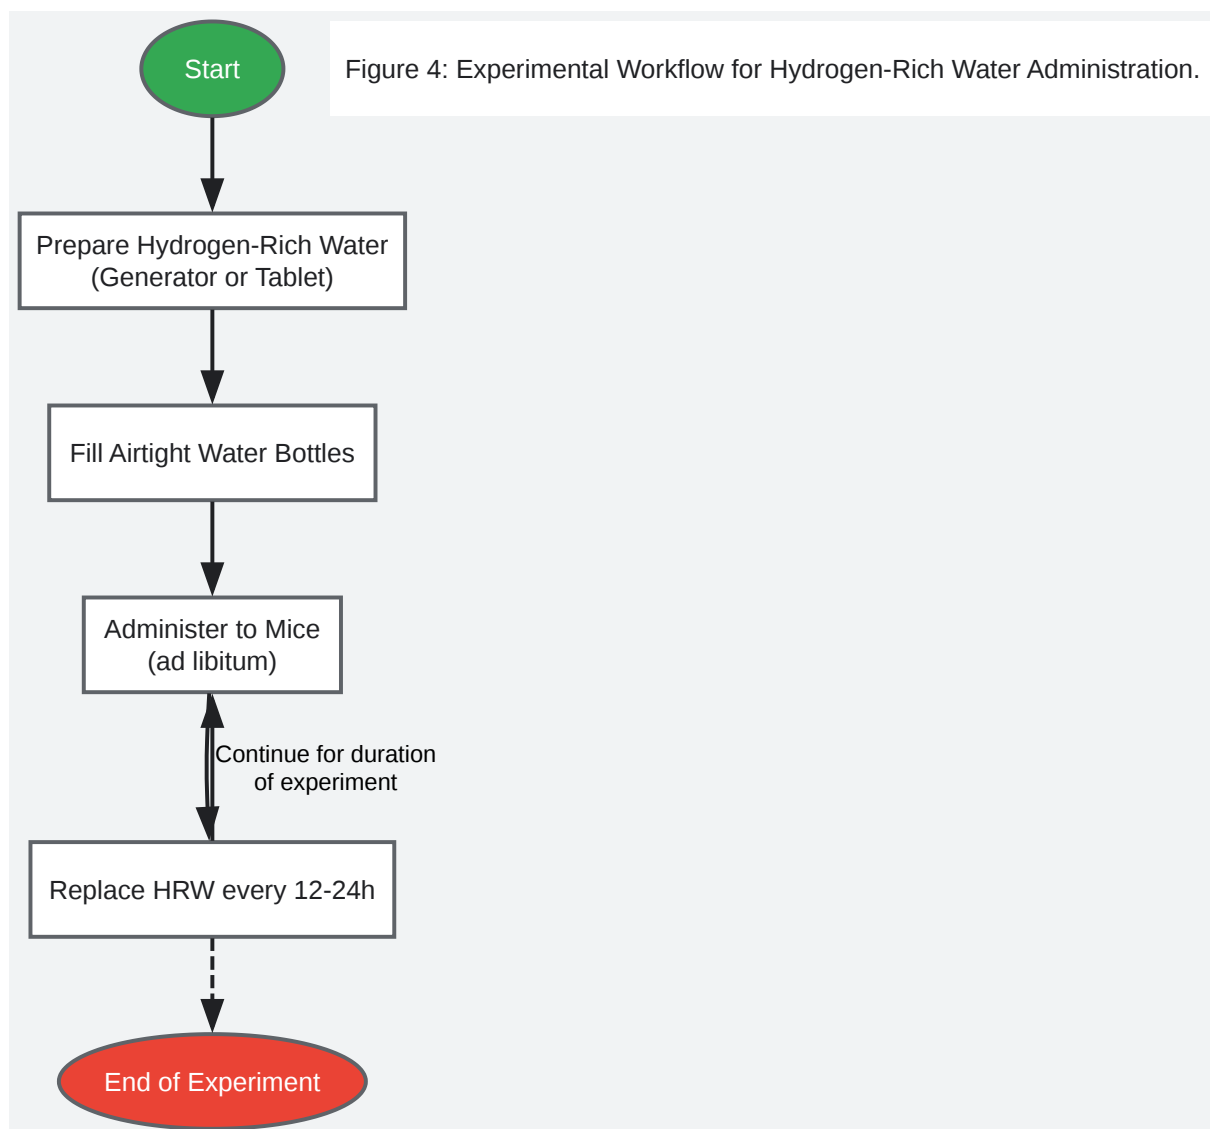 Start
Figure 4: Experimental Workflow for Hydrogen-Rich Water Administration.
Prepare Hydrogen-Rich Water
(Generator or Tablet)
Fill Airtight Water Bottles
Administer to Mice
(ad libitum)
Continue for duration
of experiment
Replace HRW every 12-24h
End of Experiment